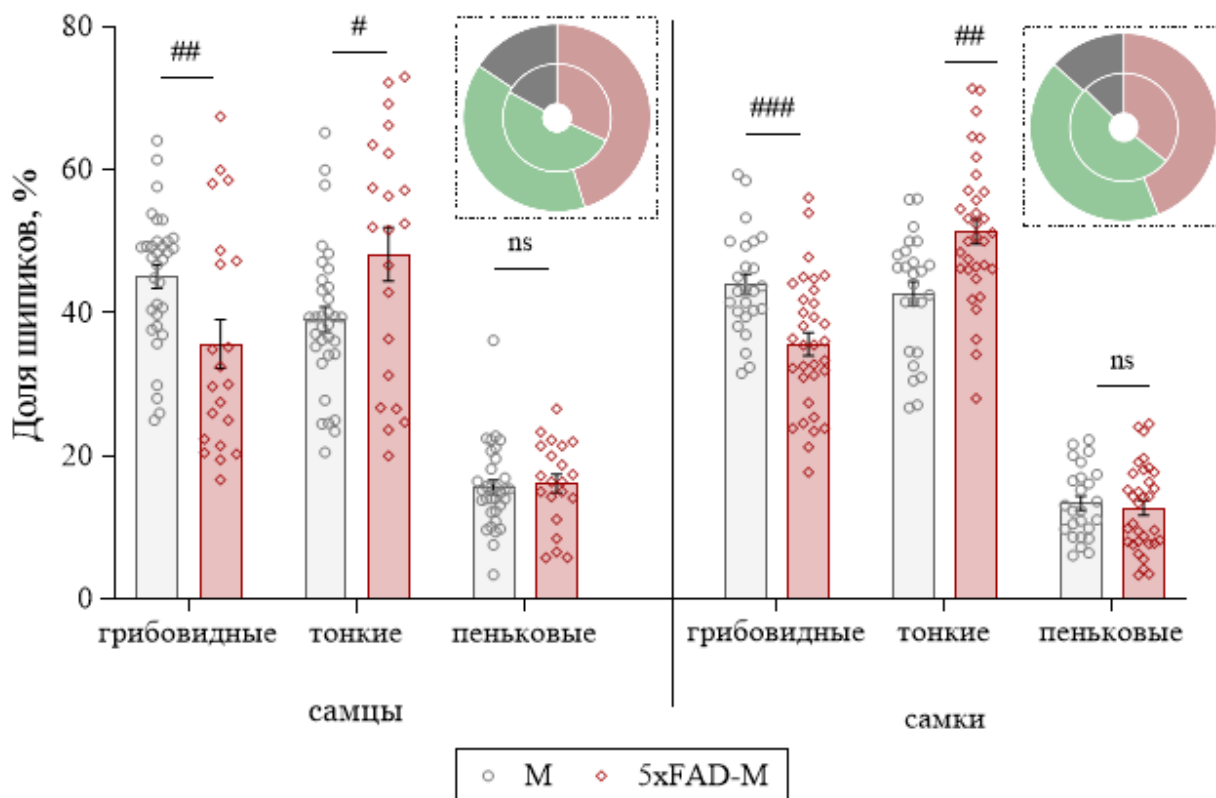 Доля шипиков, %
80
60
40
20
0
##
#
ns
###
##
ns
грибовидные тонкие пеньковые
грибовидные тонкие пеньковые
самцы
самки
M 5xFAD-M